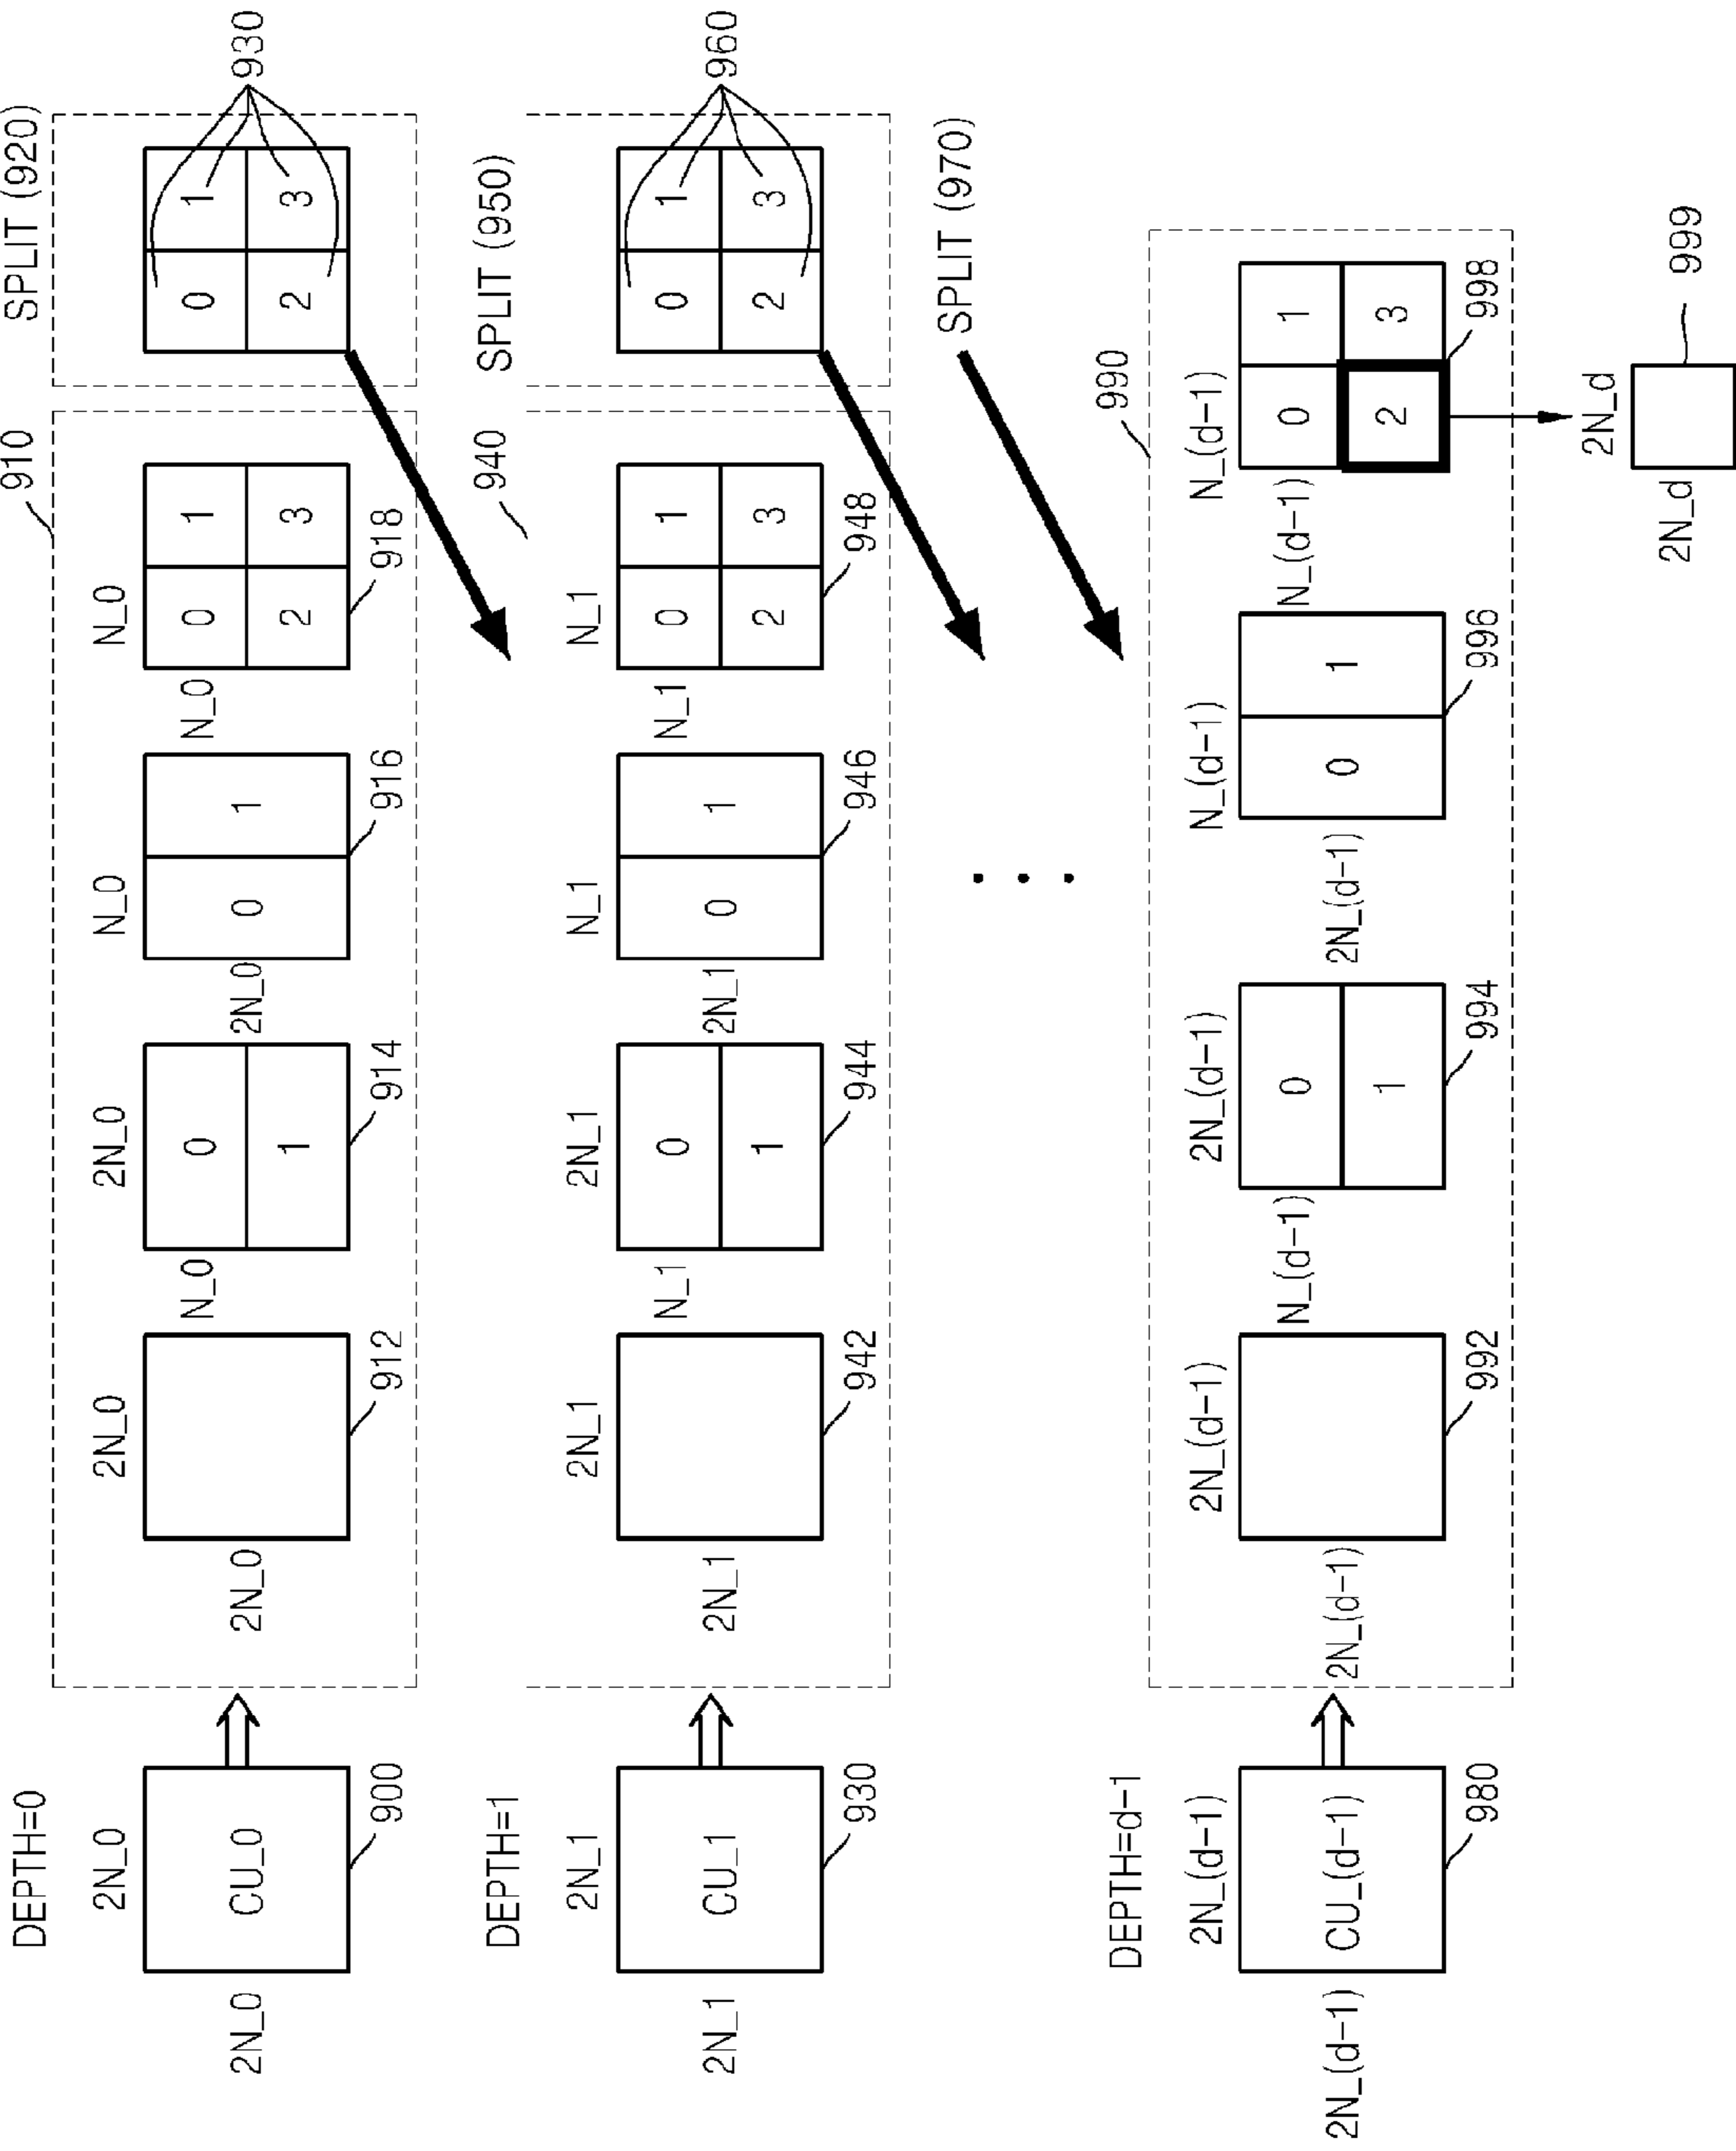 DEPTH=0
910
SPLIT (920)
2N_0
2N_0
2N_0
N_0
N_0
930
2N_0
CU_0
2N_0
N_0
0
1
2N_0
0
1
N_0
0
1
2
3
0
1
2
3
900
912
914
916
918
DEPTH=1
940
SPLIT (950)
2N_1
2N_1
2N_1
N_1
N_1
960
2N_1
CU_1
2N_1
N_1
0
1
2N_1
0
1
N_1
0
1
2
3
0
1
2
3
930
942
944
946
948
SPLIT (970)
DEPTH=d-1
990
2N_(d-1)
2N_(d-1)
2N_(d-1)
N_(d-1)
N_(d-1)
2N_(d-1)
CU_(d-1)
2N_(d-1)
N_(d-1)
0
1
2N_(d-1)
0
1
N_(d-1)
0
1
2
3
980
992
994
996
998
2N_d
2N_d
999